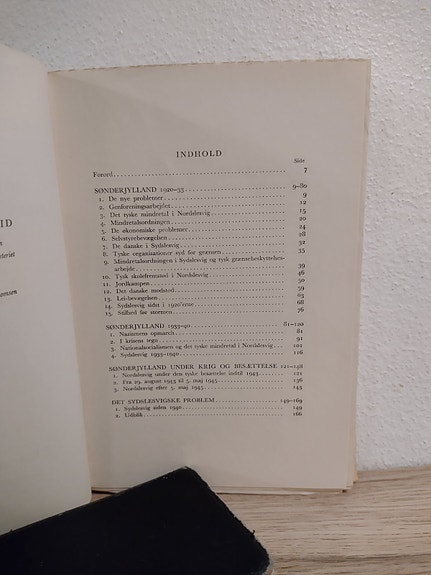 INDHOLD
Side
Forord 7
SØNDERJYLLAND 1920-33 9-80
1. De nye problemer 9
2. Genforeningsarbejdet 12
3. Det tyske mindretal i Nordslesvig 15
4. Mindretalsordningen 20
5. De økonomiske problemer 24
6. Selvstyrebevægelsen 28
7. De danske i Sydslesvig 32
8. Tyske organisationer syd for grænsen 35
9. Mindretalsordningen i Sydslesvig og tysk grænsebeskyttelses-
arbejde 39
10. Tysk skolefremstød i Nordslesvig 46
11. Jordkampen 50
12. Det danske modstød 59
13. Lei-bevægelsen 63
14. Sydslesvig sidst i 1920'erne 68
15. Stilhed før stormen 76
SØNDERJYLLAND 1933-40 81-120
1. Nazismens opmarch 81
2. I krisens tegn 91
3. Nationalsocialismen og det tyske mindretal i Nordslesvig 101
4. Sydslesvig 1933-1940 116
SØNDERJYLLAND UNDER KRIG OG BESÆTTELSE 121-148
1. Nordslesvig under den tyske besættelse indtil 1943 121
2. Fra 29. august 1943 til 5. maj 1945 136
3. Nordslesvig efter 5. maj 1945 143
DET SYDSLESVIGSKE PROBLEM 149-169
1. Sydslesvig siden 1940 149
2. Udblik 166